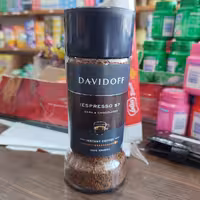 DAVIDOFF
ESPRESSO 57
DARK & CHOCOLATEY
INSTANT COFFEE